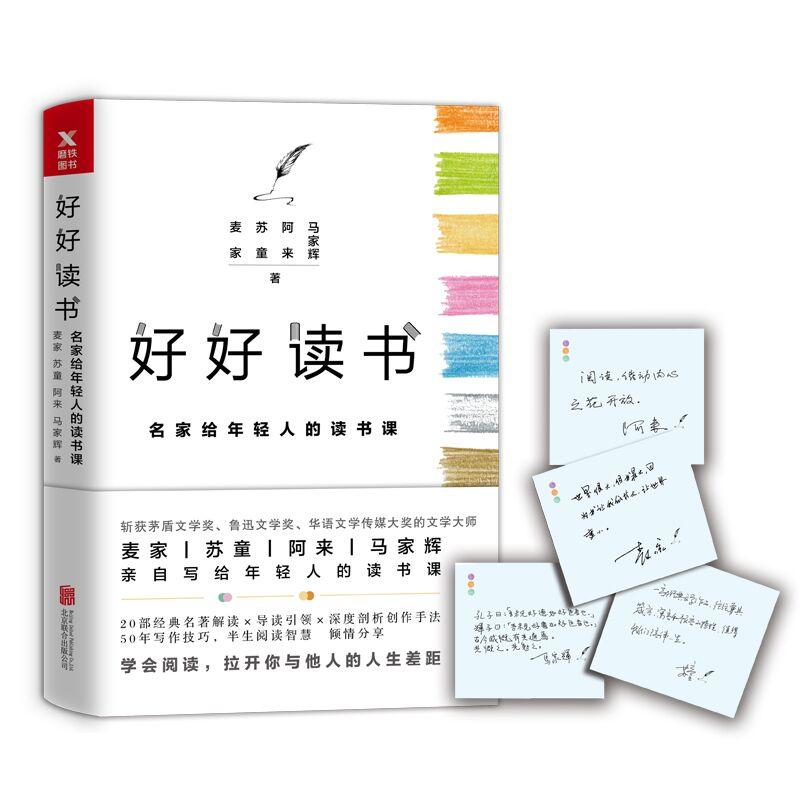 磨铁
图书
好好读书
名家给年轻人的读书课
麦家 苏童 阿来 马家辉 著
北京联合出版公司
麦家
苏童
阿来
马家辉
著
好好读书
名家给年轻人的读书课
斩获茅盾文学奖、鲁迅文学奖、华语文学传媒大奖的文学大师
麦家丨苏童丨阿来丨马家辉
亲自写给年轻人的读书课
20部经典名著解读×导读引领×深度剖析创作手法
50年写作技巧,半生阅读智慧 倾情分享
学会阅读,拉开你与他人的人生差距
阅读,使动内心
之花开放.
阿来